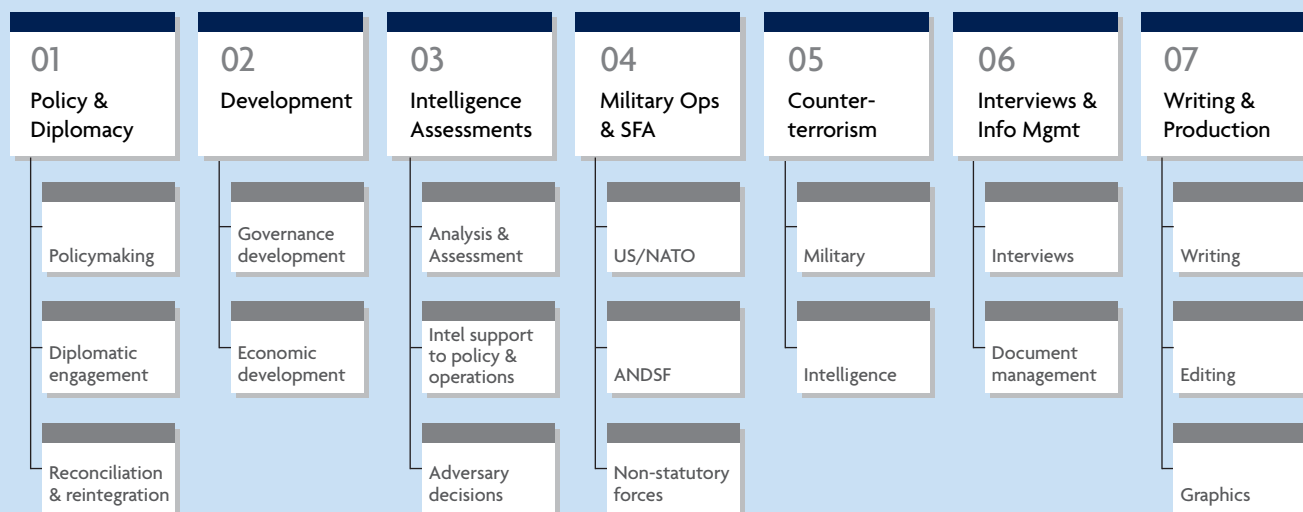 01
Policy &
Diplomacy
Policymaking
Diplomatic
engagement
Reconciliation
& reintegration
02
Development
Governance
development
Economic
development
03
Intelligence
Assessments
Analysis &
Assessment
Intel support
to policy &
operations
Adversary
decisions
04
Military Ops
& SFA
US/NATO
ANDSF
Non-statutory
forces
05
Counter-
terrorism
Military
Intelligence
06
Interviews &
Info Mgmt
Interviews
Document
management
07
Writing &
Production
Writing
Editing
Graphics